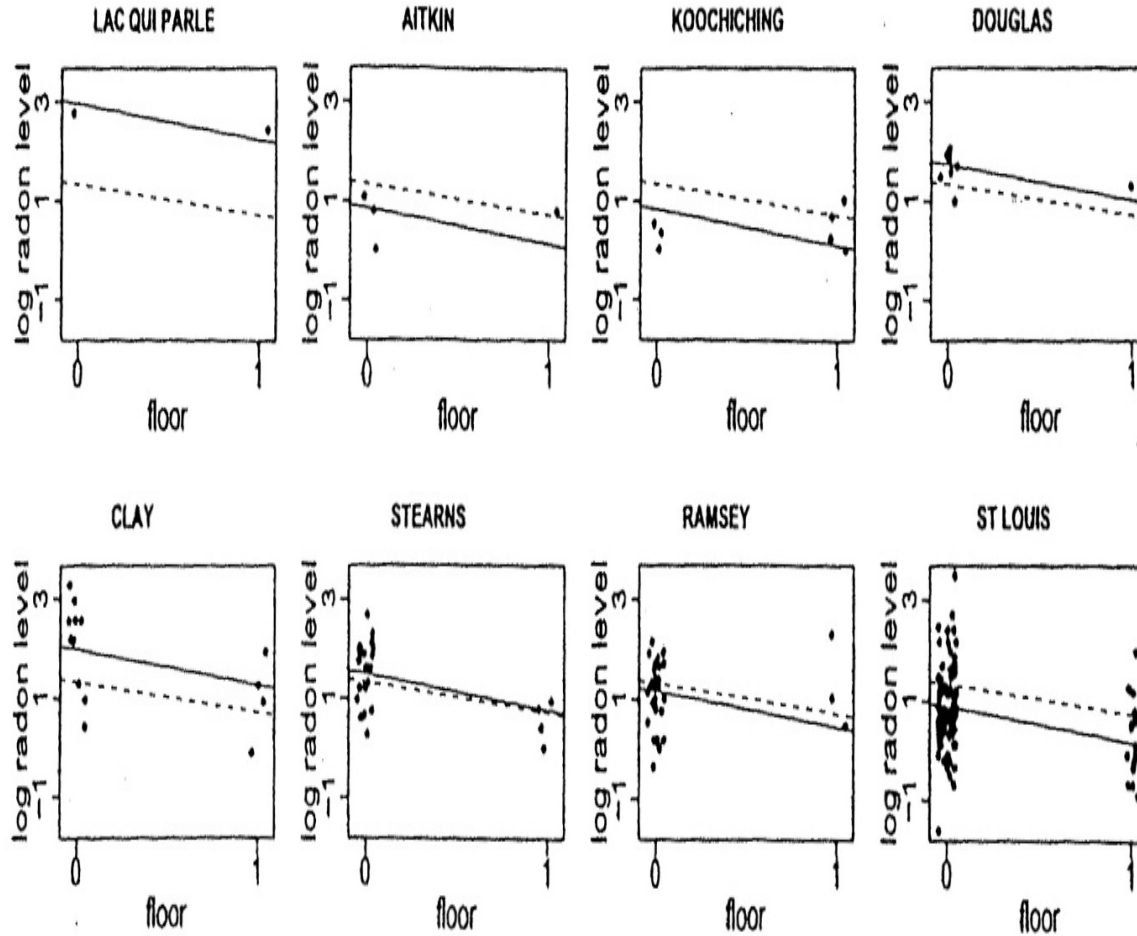 LAC QUI PARLE
AITKIN
KOOCHICHING
DOUGLAS
log radon level
-1 1 3
0 1
floor
log radon level
-1 1 3
0 1
floor
log radon level
-1 1 3
0 1
floor
log radon level
-1 1 3
0 1
floor
CLAY
STEARNS
RAMSEY
ST LOUIS
log radon level
-1 1 3
0 1
floor
log radon level
-1 1 3
0 1
floor
log radon level
-1 1 3
0 1
floor
log radon level
-1 1 3
0 1
floor